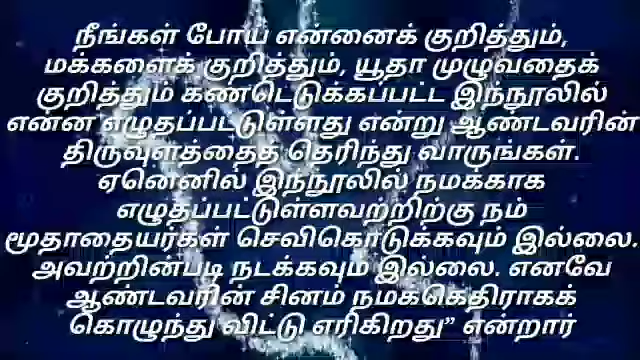 நீங்கள் போய் என்னைக் குறித்தும்,
மக்களைக் குறித்தும், யூதா முழுவதைக்
குறித்தும் கண்டெடுக்கப்பட்ட இந்நூலில்
என்ன எழுதப்பட்டுள்ளது என்று ஆண்டவரின்
திருவுளத்தைத் தெரிந்து வாருங்கள்.
ஏனெனில் இந்நூலில் நமக்காக
எழுதப்பட்டுள்ளவற்றிற்கு நம்
மூதாதையர்கள் செவிகொடுக்கவும் இல்லை.
அவற்றின்படி நடக்கவும் இல்லை. எனவே
ஆண்டவரின் சினம் நமக்கெதிராகக்
கொழுந்து விட்டு எரிகிறது” என்றார்